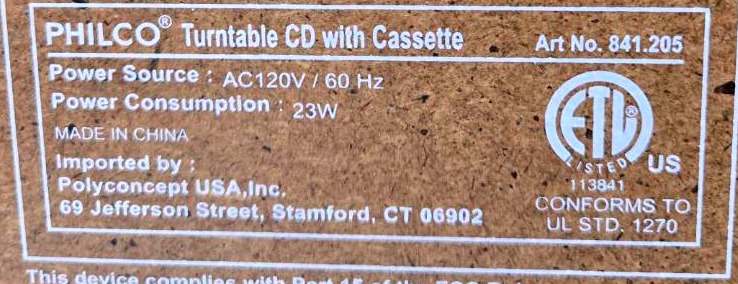 PHILCO® Turntable CD with Cassette Art No. 841.205
Power Source : AC120V / 60 Hz
Power Consumption : 23W
MADE IN CHINA
Imported by :
Polyconcept USA,Inc.
69 Jefferson Street, Stamford, CT 06902
ETL®
LISTED US
113841
CONFORMS TO
UL STD. 1270
This device complies with Part 15 of the FCC